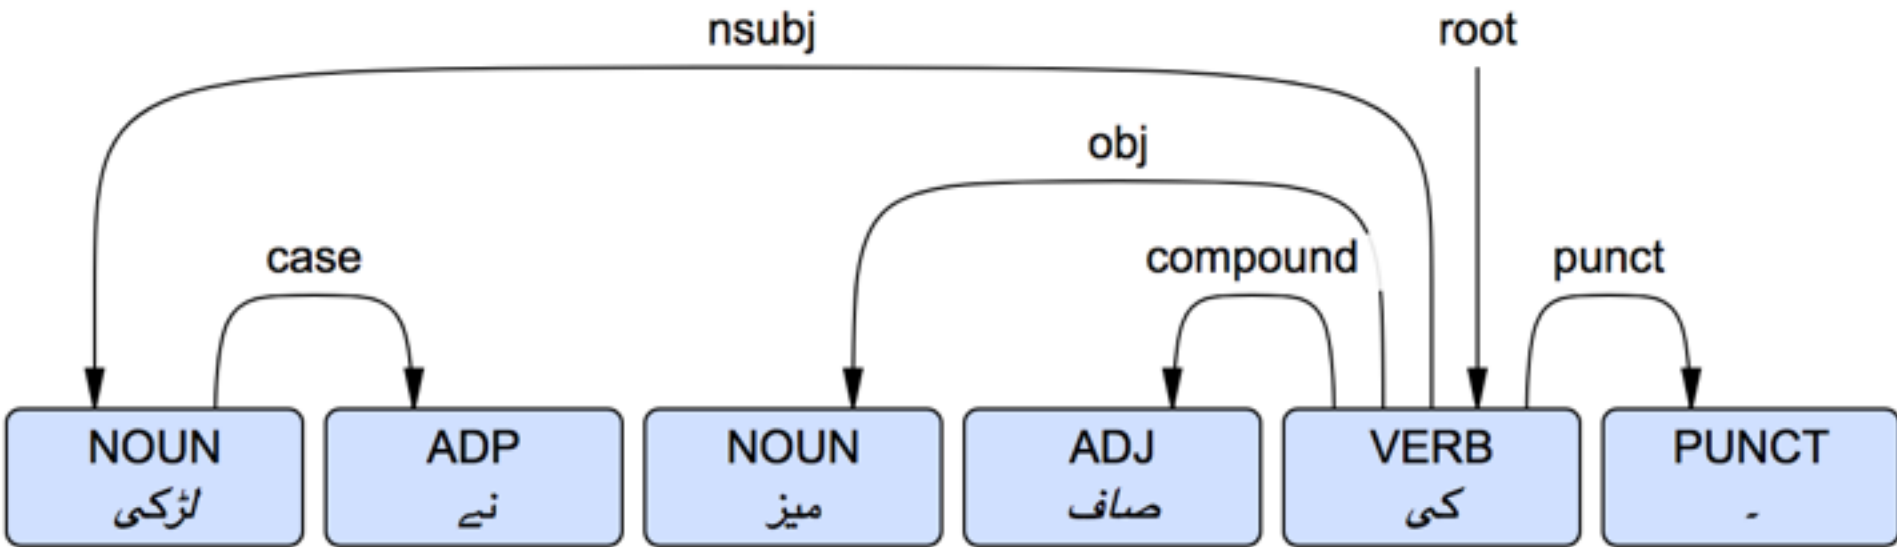 nsubj root
obj
case compound punct
NOUN ADP NOUN ADJ VERB PUNCT
لڑکی نے میز صاف کی ۔